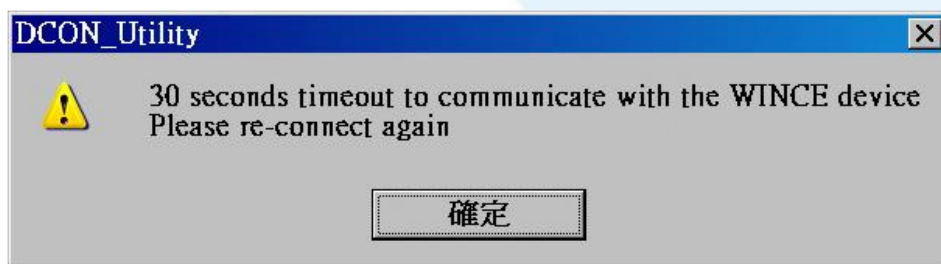 DCON_Utility
30 seconds timeout to communicate with the WINCE device
Please re-connect again
確定